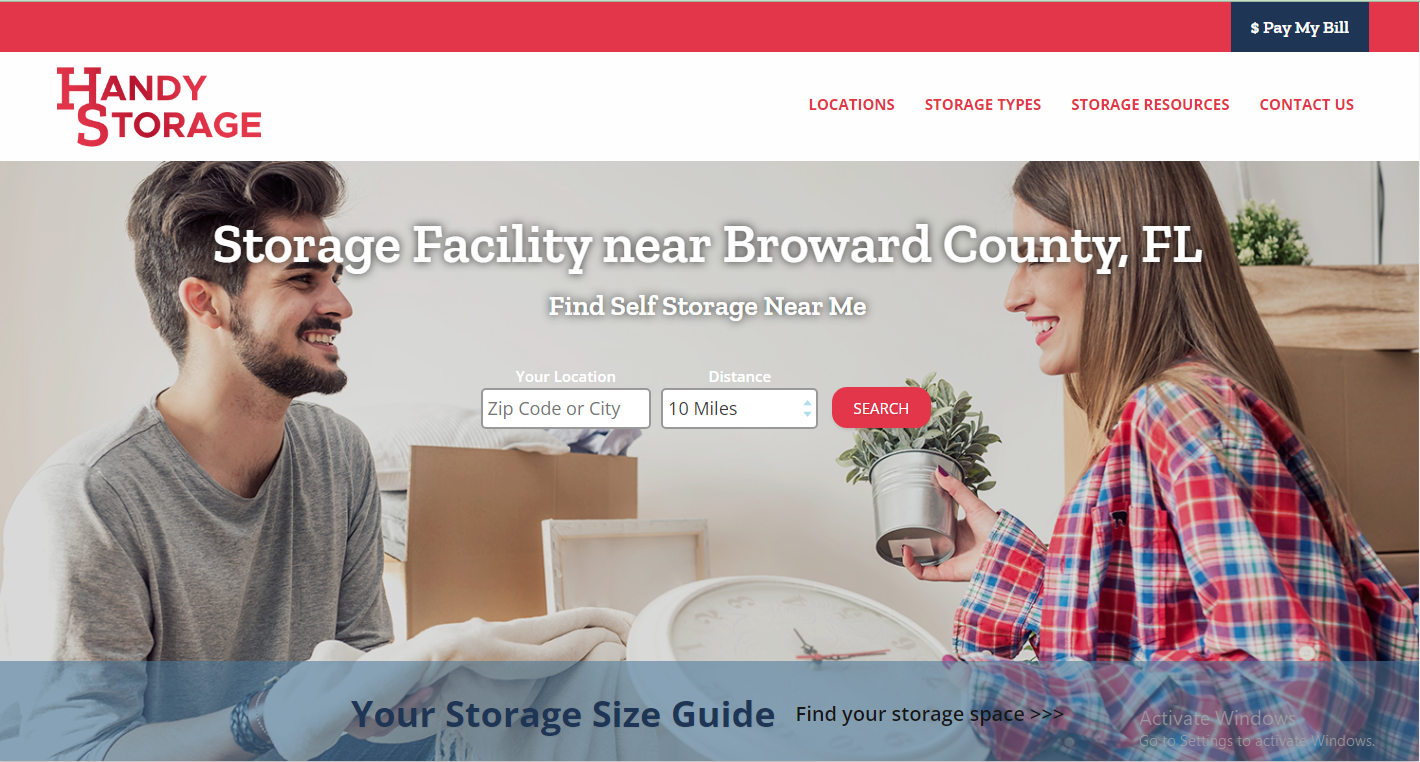 $ Pay My Bill
HANDY
STORAGE
LOCATIONS STORAGE TYPES STORAGE RESOURCES CONTACT US
Storage Facility near Broward County, FL
Find Self Storage Near Me
Your Location Distance
Zip Code or City 10 Miles SEARCH
Your Storage Size Guide Find your storage space >>>
Activate Windows
Go to Settings to activate Windows.